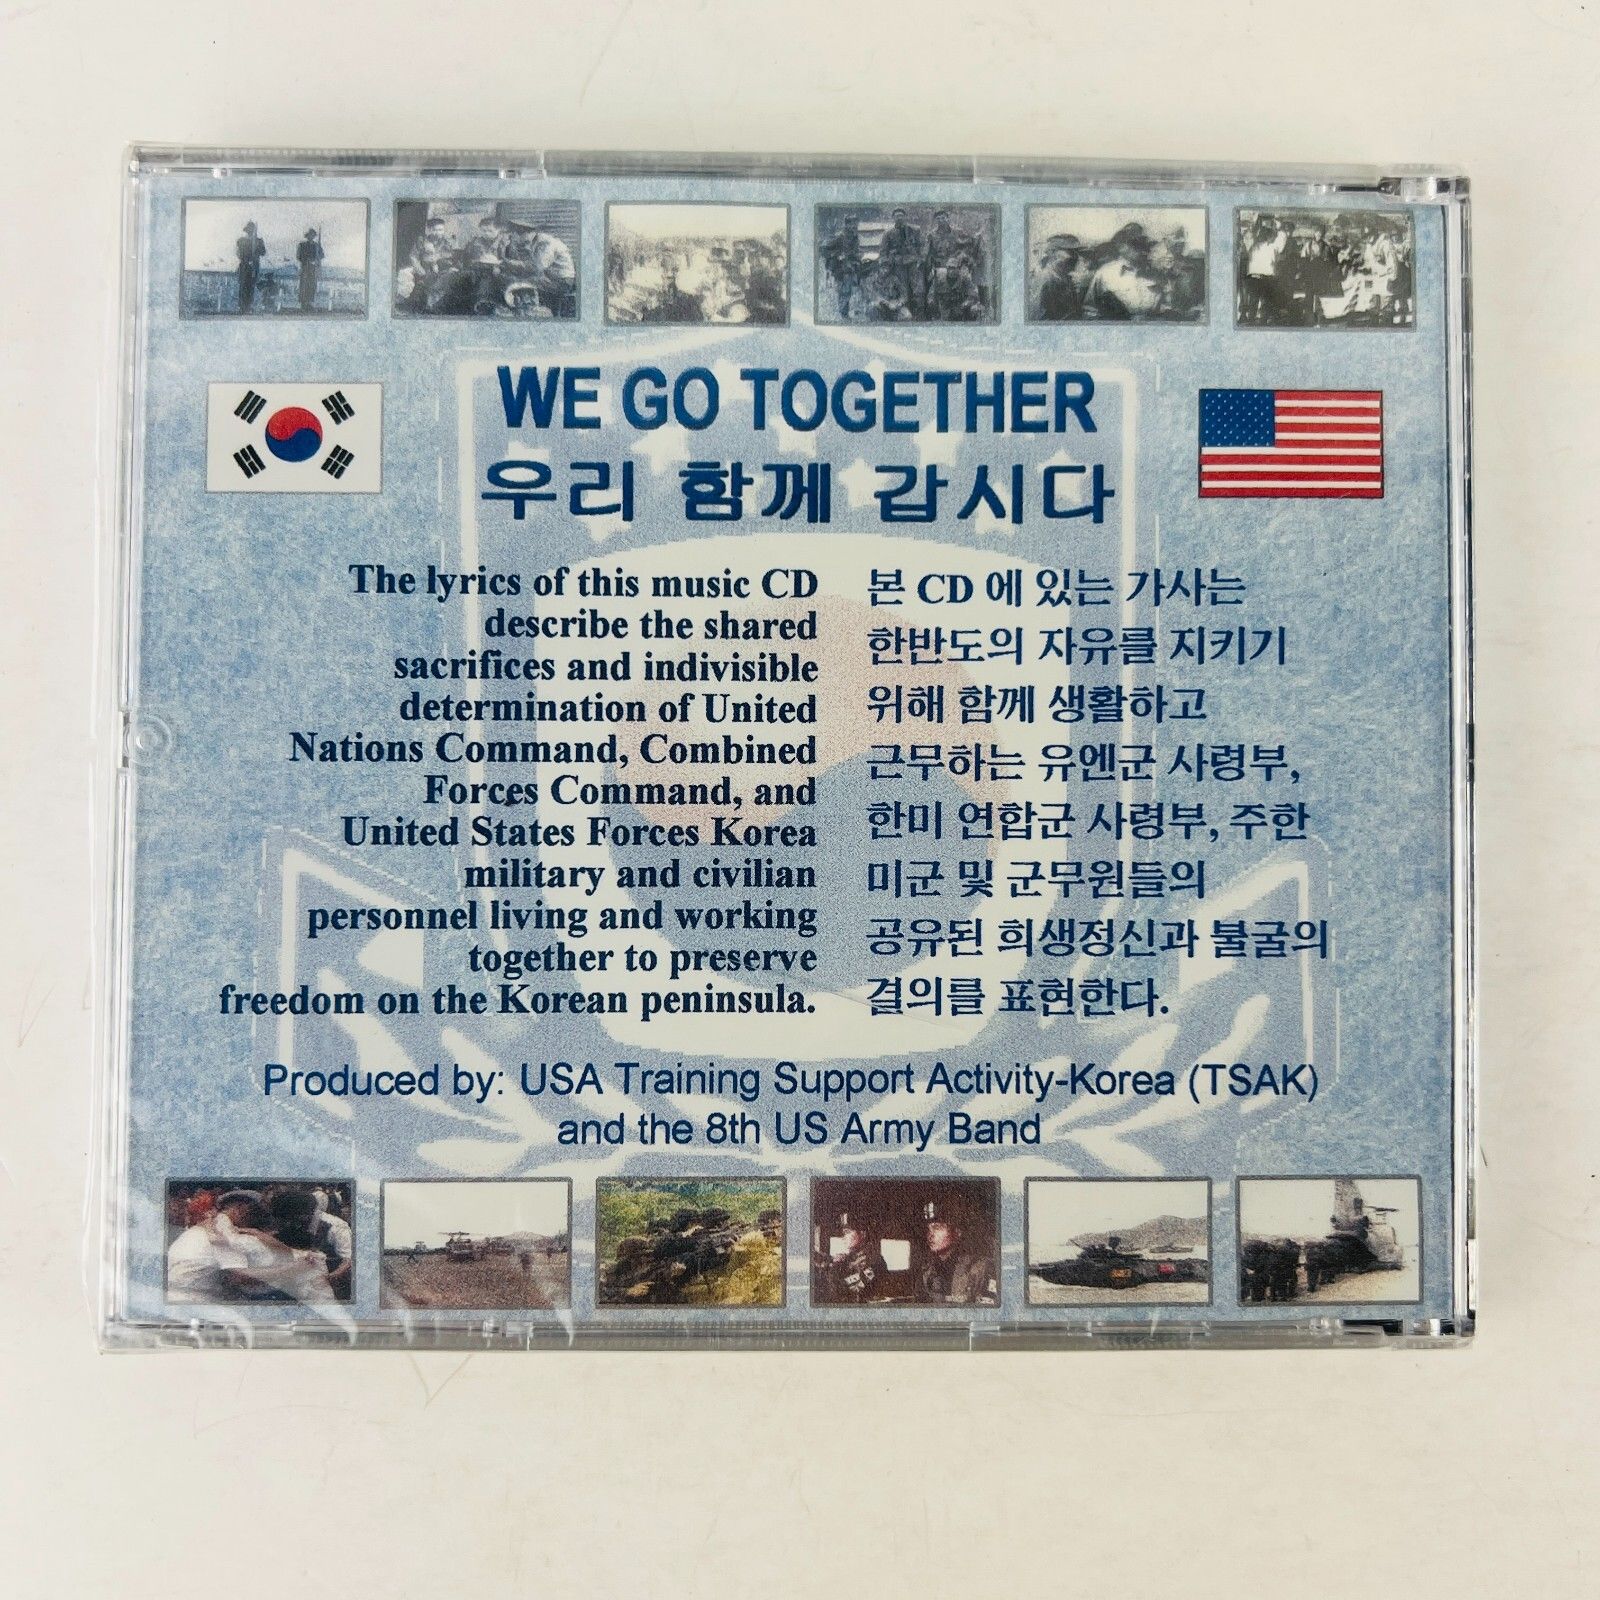 WE GO TOGETHER
우리 함께 갑시다
The lyrics of this music CD
describe the shared
sacrifices and indivisible
determination of United
Nations Command, Combined
Forces Command, and
United States Forces Korea
military and civilian
personnel living and working
together to preserve
freedom on the Korean peninsula.
본 CD 에 있는 가사는
한반도의 자유를 지키기
위해 함께 생활하고
근무하는 유엔군 사령부,
한미 연합군 사령부, 주한
미군 및 군무원들의
공유된 희생정신과 불굴의
결의를 표현한다.
Produced by: USA Training Support Activity-Korea (TSAK)
and the 8th US Army Band